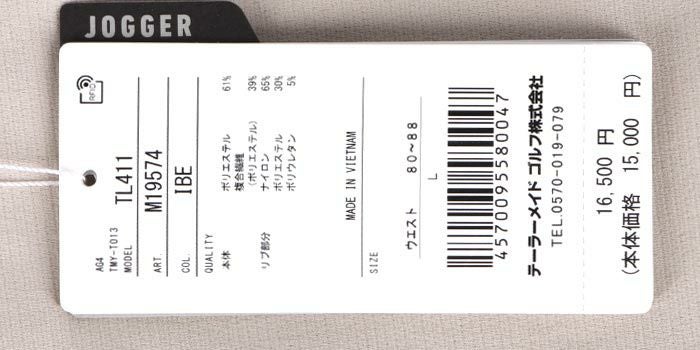 JOGGER
RFID
AG4
TMY-T013
MODEL TL411
ART. M19574
COL. IBE
QUALITY
本体 ポリエステル 61%
複合繊維
(ポリエステル) 39%
リブ部分 ナイロン 65%
ポリエステル 30%
ポリウレタン 5%
MADE IN VIETNAM
SIZE
ウエスト 80~88
L
4570095580047
テーラーメイド ゴルフ株式会社
TEL.0570-019-079
16,500 円
(本体価格 15,000 円)